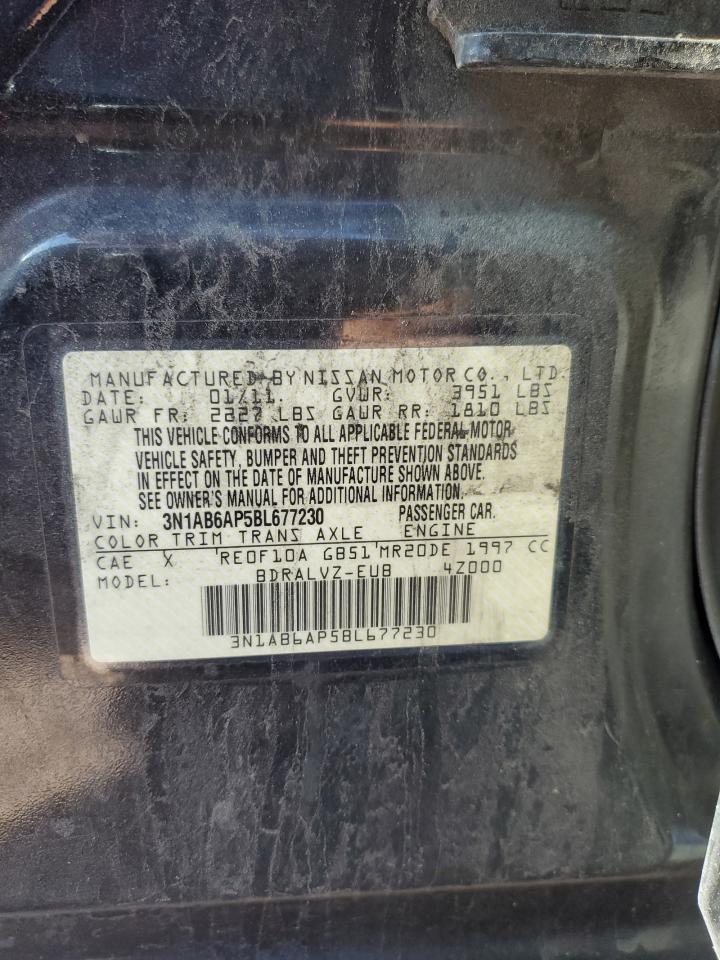 MANUFACTURED BY NISSAN MOTOR CO., LTD.
DATE: 01/11. GVWR: 3951 LBS
GAWR FR: 2227 LBS GAWR RR: 1810 LBS
THIS VEHICLE CONFORMS TO ALL APPLICABLE FEDERAL MOTOR
VEHICLE SAFETY, BUMPER AND THEFT PREVENTION STANDARDS
IN EFFECT ON THE DATE OF MANUFACTURE SHOWN ABOVE.
SEE OWNER'S MANUAL FOR ADDITIONAL INFORMATION.
VIN: 3N1AB6AP5BL677230 PASSENGER CAR.
COLOR TRIM TRANS AXLE ENGINE
CAE X RE0F10A GB51 MR20DE 1997 CC
MODEL: BDRALVZ-EUB 4Z000
3N1AB6AP5BL677230